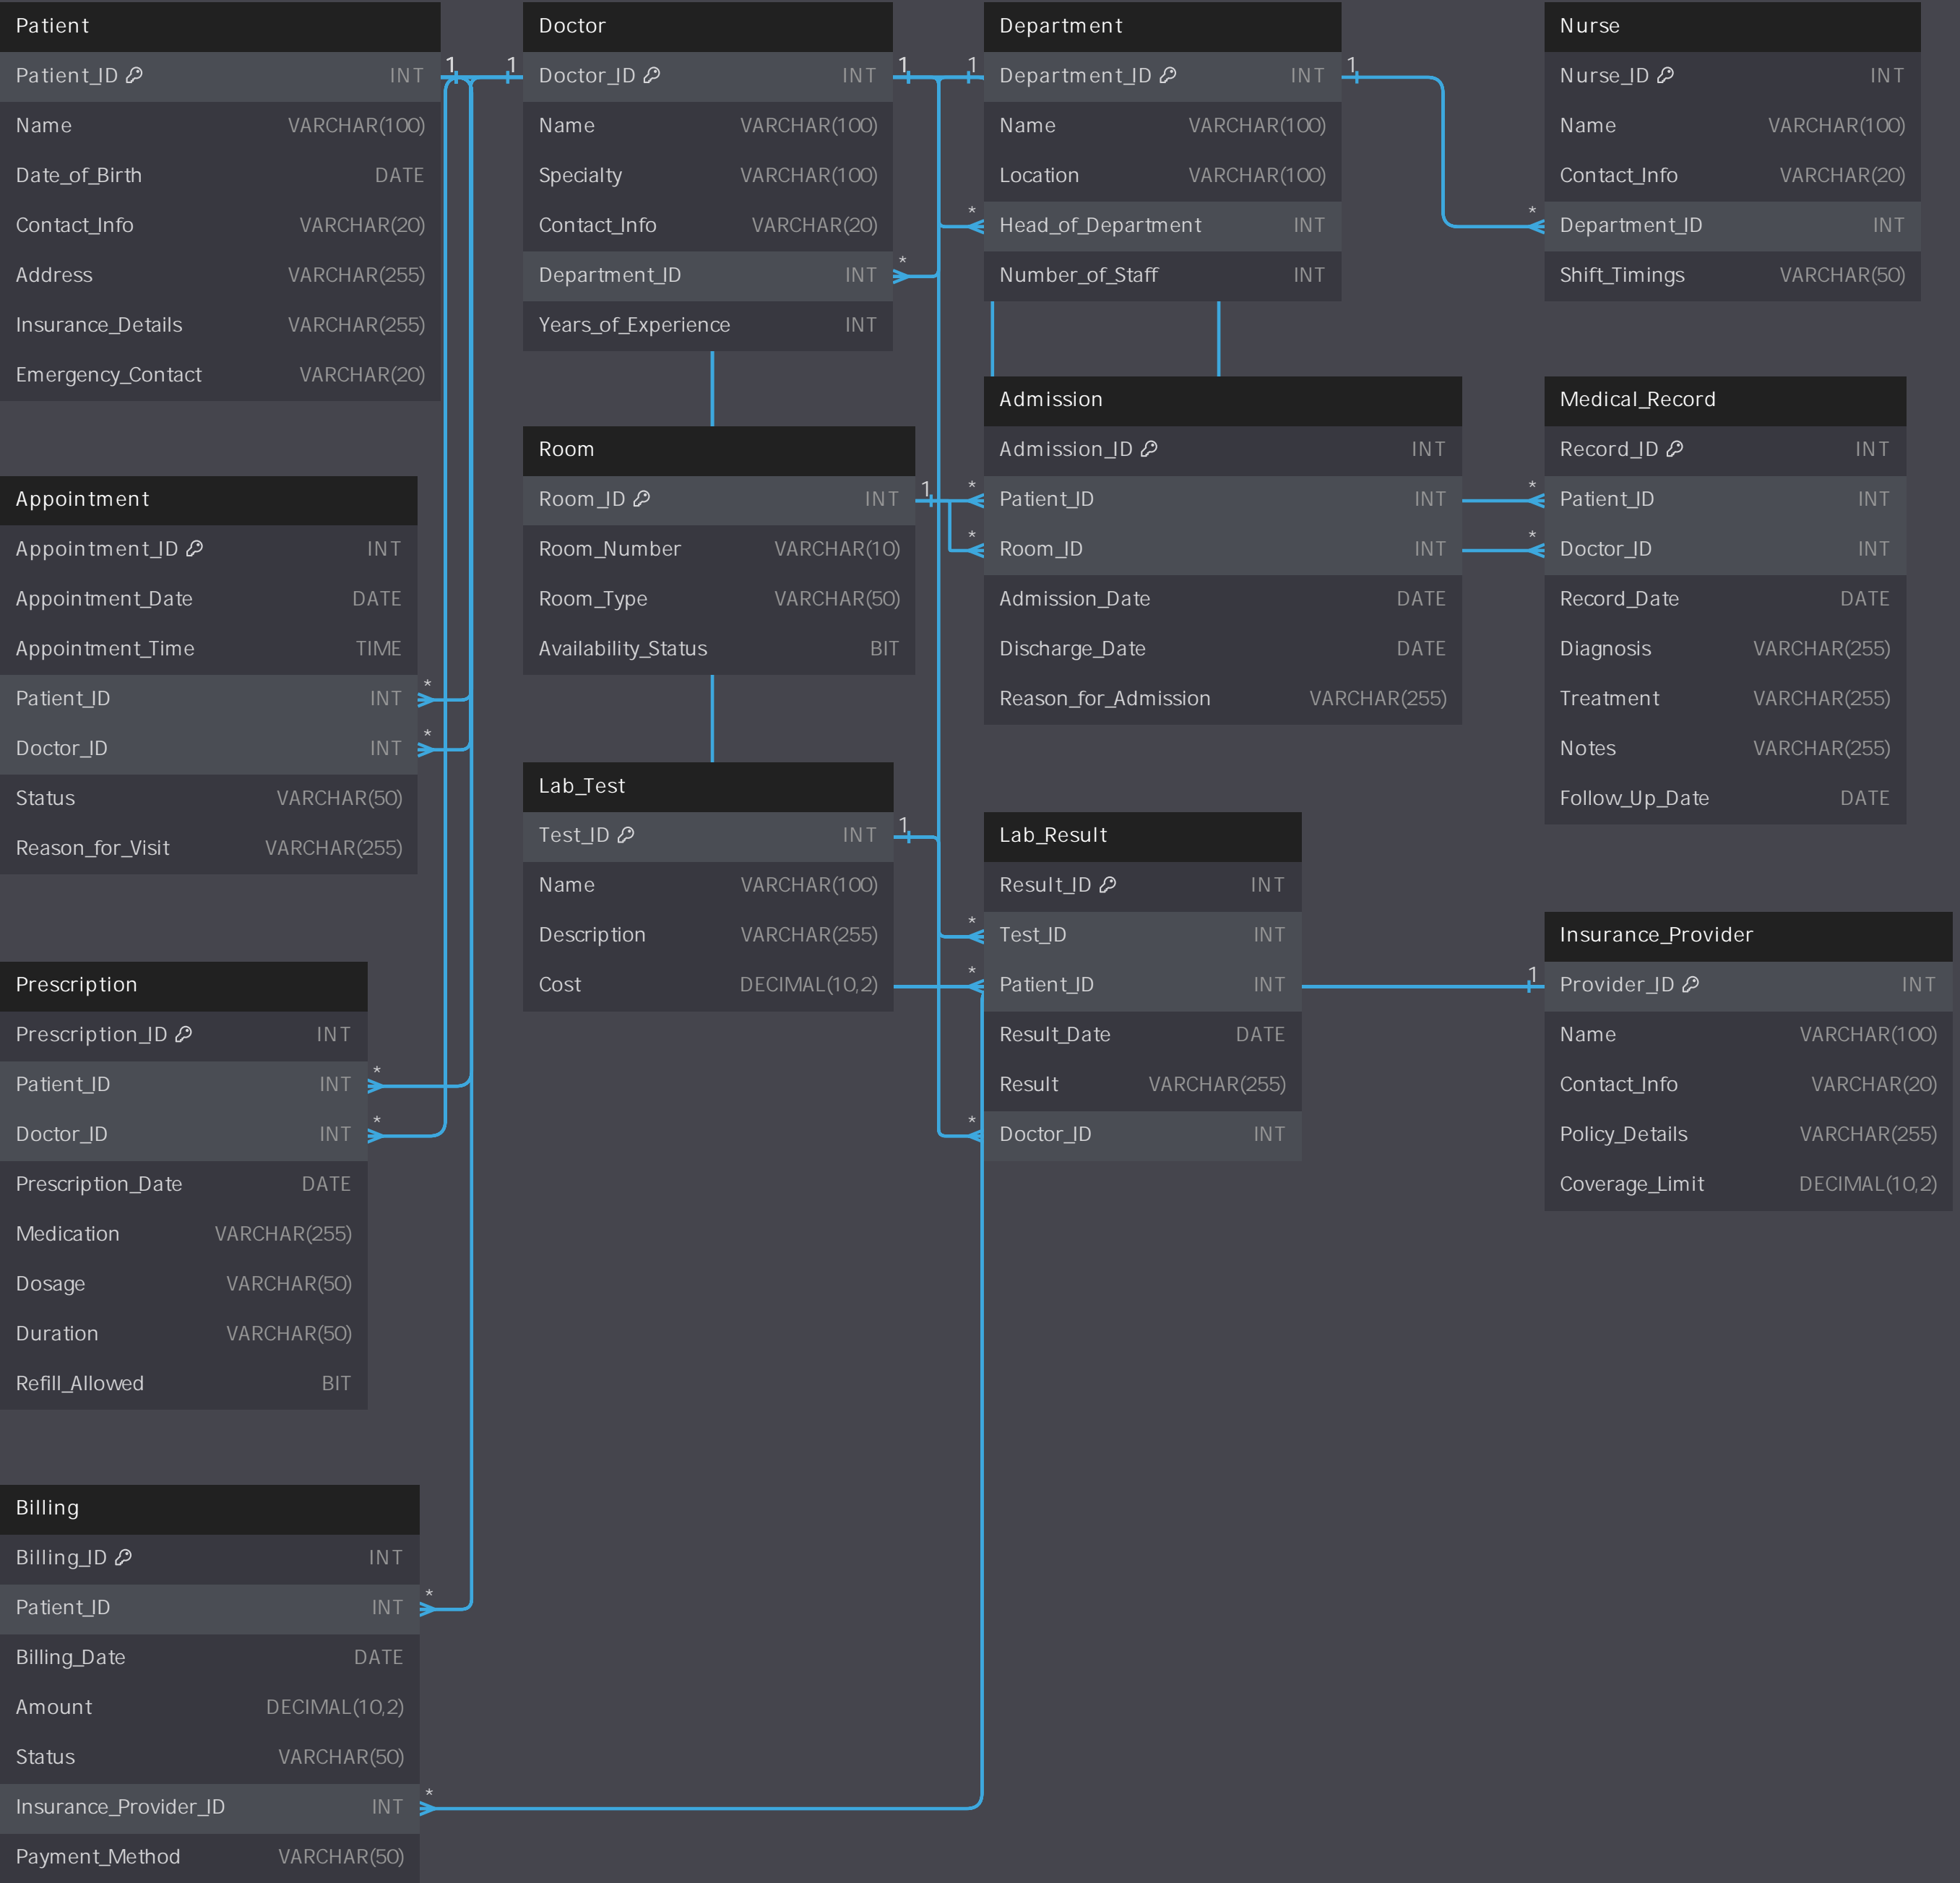 Patient
Patient_ID INT
Name VARCHAR(100)
Date_of_Birth DATE
Contact_Info VARCHAR(20)
Address VARCHAR(255)
Insurance_Details VARCHAR(255)
Emergency_Contact VARCHAR(20)
1
1
Doctor
Doctor_ID INT
Name VARCHAR(100)
Specialty VARCHAR(100)
Contact_Info VARCHAR(20)
Department_ID INT
Years_of_Experience INT
1
*
1
Department
Department_ID INT
Name VARCHAR(100)
Location VARCHAR(100)
* Head_of_Department INT
Number_of_Staff INT
1
Nurse
Nurse_ID INT
Name VARCHAR(100)
Contact_Info VARCHAR(20)
* Department_ID INT
Shift_Timings VARCHAR(50)
Appointment
Appointment_ID INT
Appointment_Date DATE
Appointment_Time TIME
Patient_ID INT *
Doctor_ID INT *
Status VARCHAR(50)
Reason_for_Visit VARCHAR(255)
Room
Room_ID INT 1
Room_Number VARCHAR(10)
Room_Type VARCHAR(50)
Availability_Status BIT
Admission
Admission_ID INT
* Patient_ID INT
* Room_ID INT
Admission_Date DATE
Discharge_Date DATE
Reason_for_Admission VARCHAR(255)
Medical_Record
Record_ID INT
* Patient_ID INT
* Doctor_ID INT
Record_Date DATE
Diagnosis VARCHAR(255)
Treatment VARCHAR(255)
Notes VARCHAR(255)
Follow_Up_Date DATE
Lab_Test
Test_ID INT 1
Name VARCHAR(100)
Description VARCHAR(255)
Cost DECIMAL(10,2)
Lab_Result
Result_ID INT
* Test_ID INT
* Patient_ID INT
Result_Date DATE
Result VARCHAR(255)
* Doctor_ID INT
Insurance_Provider
1 Provider_ID INT
Name VARCHAR(100)
Contact_Info VARCHAR(20)
Policy_Details VARCHAR(255)
Coverage_Limit DECIMAL(10,2)
Prescription
Prescription_ID INT
Patient_ID INT *
Doctor_ID INT *
Prescription_Date DATE
Medication VARCHAR(255)
Dosage VARCHAR(50)
Duration VARCHAR(50)
Refill_Allowed BIT
Billing
Billing_ID INT
Patient_ID INT *
Billing_Date DATE
Amount DECIMAL(10,2)
Status VARCHAR(50)
Insurance_Provider_ID INT *
Payment_Method VARCHAR(50)